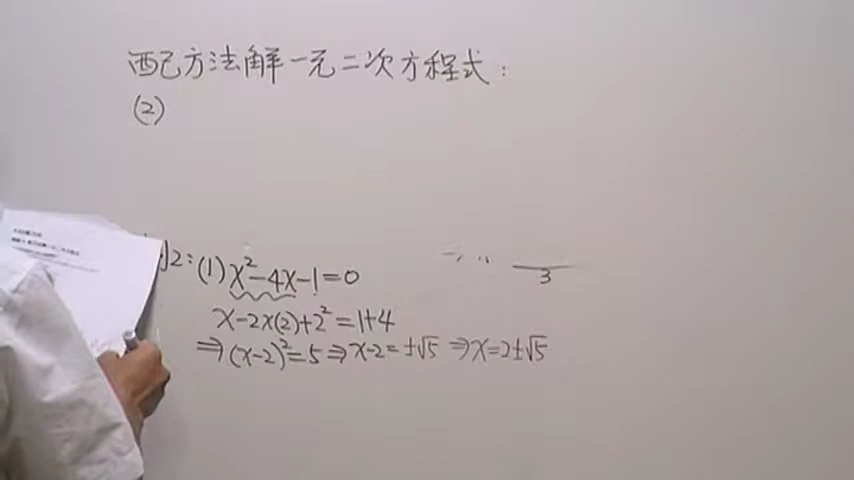 配方法解一元二次方程式：
(2)
例2：(1) x²-4x-1=0
x-2x(2)+2²=1+4
⇒(x-2)²=5⇒x-2=±√5 ⇒x=2±√5
3